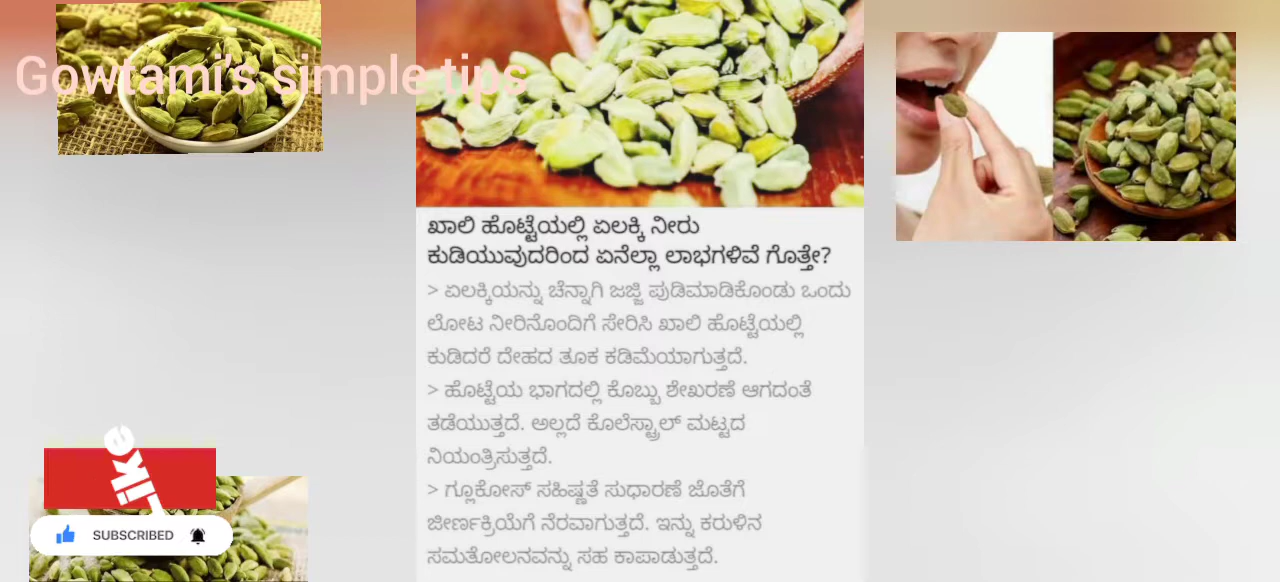 Gowtami's simple tips
ಖಾಲಿ ಹೊಟ್ಟೆಯಲ್ಲಿ ಏಲಕ್ಕಿ ನೀರು
ಕುಡಿಯುವುದರಿಂದ ಏನೆಲ್ಲಾ ಲಾಭಗಳಿವೆ ಗೊತ್ತೇ?
> ಏಲಕ್ಕಿಯನ್ನು ಚೆನ್ನಾಗಿ ಜಜ್ಜಿ ಪುಡಿಮಾಡಿಕೊಂಡು ಒಂದು
ಲೋಟ ನೀರಿನೊಂದಿಗೆ ಸೇರಿಸಿ ಖಾಲಿ ಹೊಟ್ಟೆಯಲ್ಲಿ
ಕುಡಿದರೆ ದೇಹದ ತೂಕ ಕಡಿಮೆಯಾಗುತ್ತದೆ.
> ಹೊಟ್ಟೆಯ ಭಾಗದಲ್ಲಿ ಕೊಬ್ಬು ಶೇಖರಣೆ ಆಗದಂತೆ
ತಡೆಯುತ್ತದೆ. ಅಲ್ಲದೆ ಕೊಲೆಸ್ಟ್ರಾಲ್ ಮಟ್ಟದ
ನಿಯಂತ್ರಿಸುತ್ತದೆ.
> ಗ್ಲೂಕೋಸ್ ಸಹಿಷ್ಣತೆ ಸುಧಾರಣೆ ಜೊತೆಗೆ
ಜೀರ್ಣಕ್ರಿಯೆಗೆ ನೆರವಾಗುತ್ತದೆ. ಇನ್ನು ಕರುಳಿನ
ಸಮತೋಲನವನ್ನು ಸಹ ಕಾಪಾಡುತ್ತದೆ.
like
SUBSCRIBED